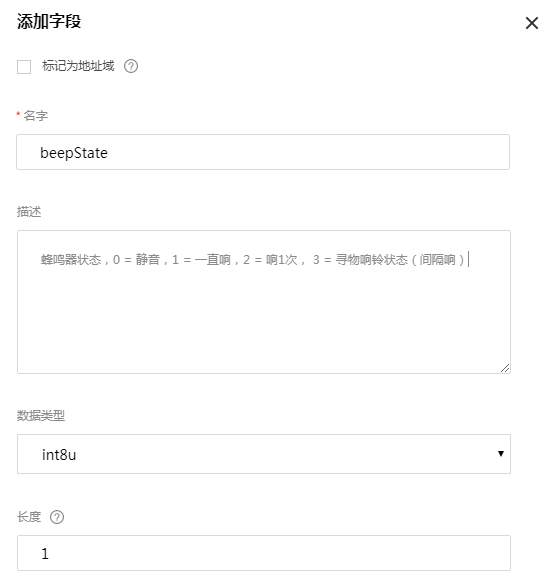 添加字段
标记为地址域
* 名字
beepState
描述
蜂鸣器状态，0 = 静音，1 = 一直响，2 = 响1次， 3 = 寻物响铃状态（间隔响）
数据类型
int8u
长度
1